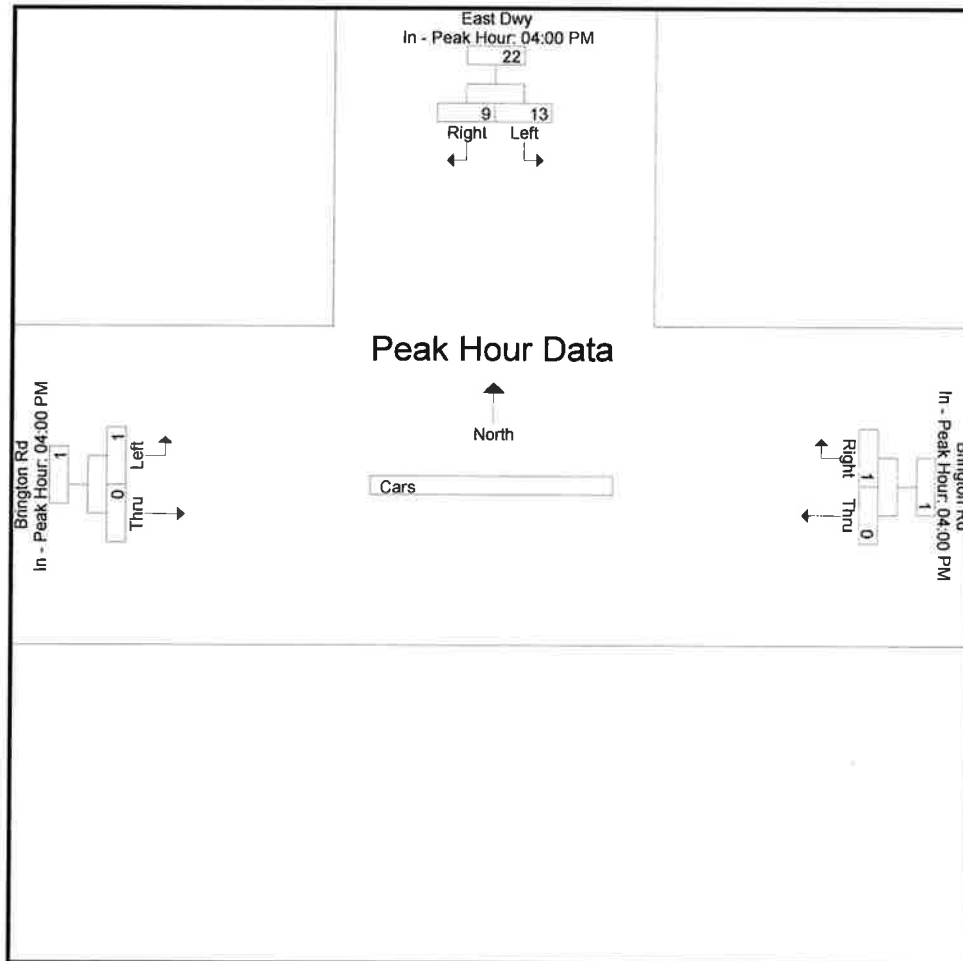 East Dwy
In - Peak Hour: 04:00 PM
22
9 13
Right Left
Peak Hour Data
North
Cars
Brington Rd
In - Peak Hour: 04:00 PM
1
1 0
Left Thru
Brington Rd
In - Peak Hour: 04:00 PM
1
1 0
Right Thru